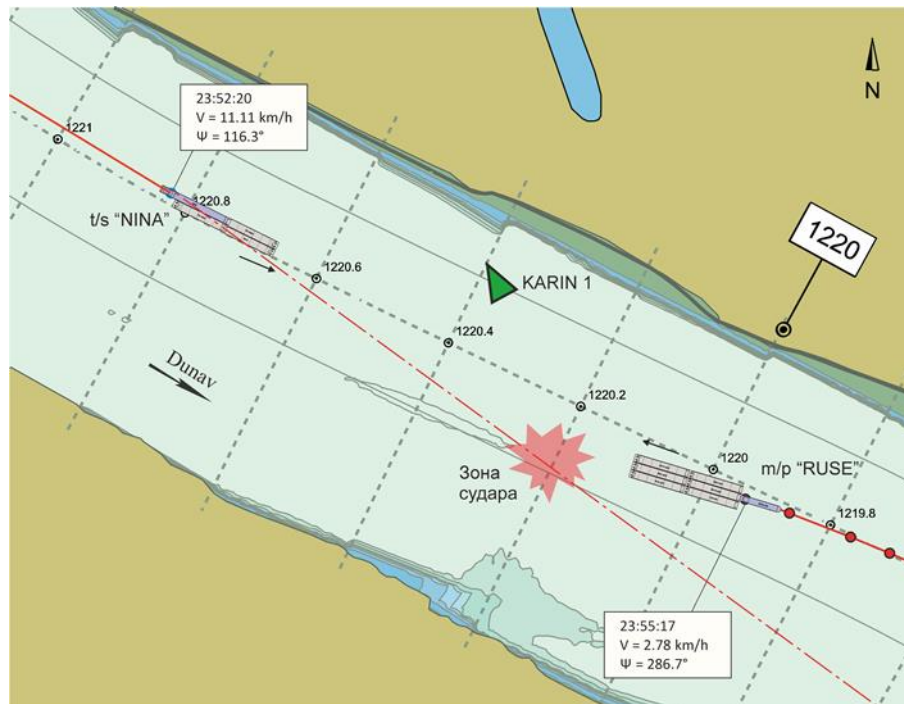 23:52:20
V = 11.11 km/h
Ψ = 116.3°
N
1221
1220.8
t/s "NINA"
1220.6
KARIN 1
1220
1220.4
Dunav
1220.2
Зона
судара
1220
m/p "RUSE"
1219.8
23:55:17
V = 2.78 km/h
Ψ = 286.7°